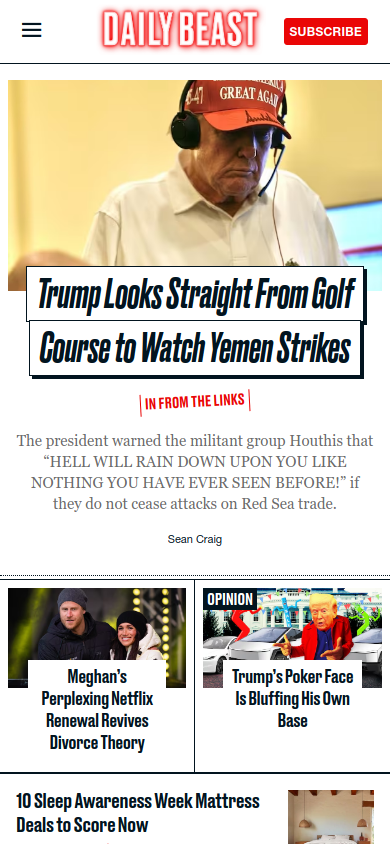 DAILY BEAST
SUBSCRIBE
45-47
GREAT AGAIN
Trump Looks Straight From Golf
Course to Watch Yemen Strikes
IN FROM THE LINKS
The president warned the militant group Houthis that
“HELL WILL RAIN DOWN UPON YOU LIKE
NOTHING YOU HAVE EVER SEEN BEFORE!” if
they do not cease attacks on Red Sea trade.
Sean Craig
Meghan’s
Perplexing Netflix
Renewal Revives
Divorce Theory
OPINION
Trump’s Poker Face
Is Bluffing His Own
Base
10 Sleep Awareness Week Mattress
Deals to Score Now